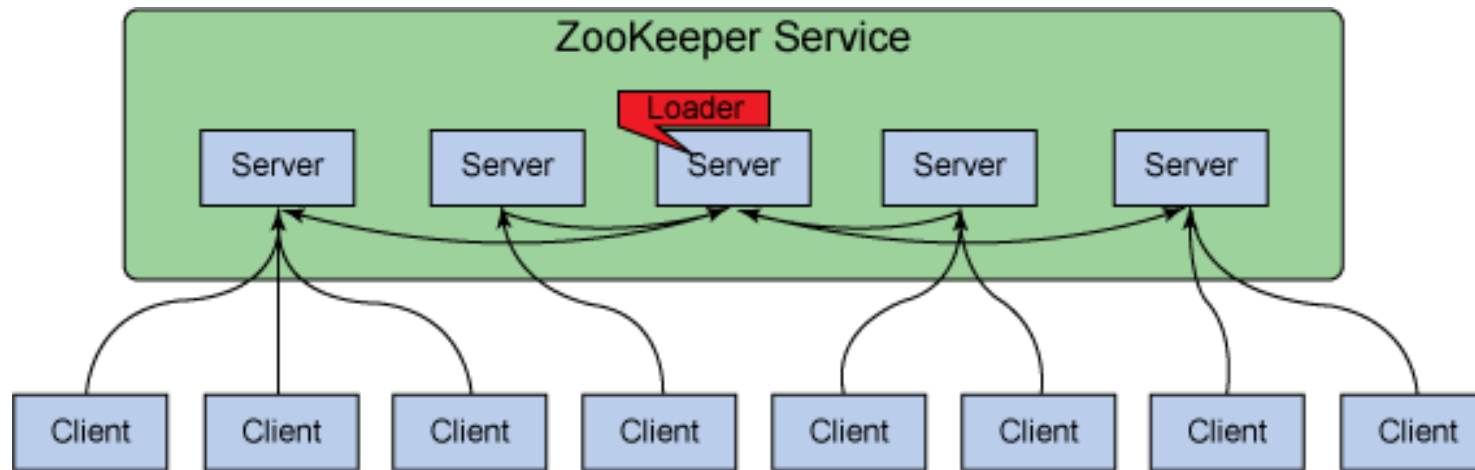 ZooKeeper Service
Loader
Server Server Server Server Server
Client Client Client Client Client Client Client Client